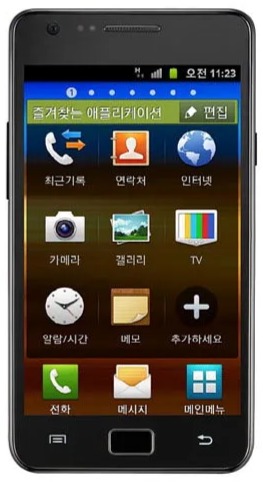 H
오전 11:23
1
즐겨찾는 애플리케이션 편집
최근기록 연락처 인터넷
카메라 갤러리 TV
알람/시간 메모 추가하세요
전화 메시지 메인메뉴